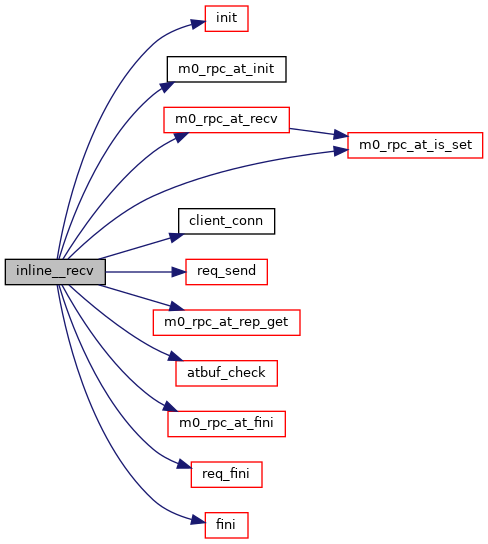 init
m0_rpc_at_init
m0_rpc_at_recv
m0_rpc_at_is_set
client_conn
inline__recv
req_send
m0_rpc_at_rep_get
atbuf_check
m0_rpc_at_fini
req_fini
fini